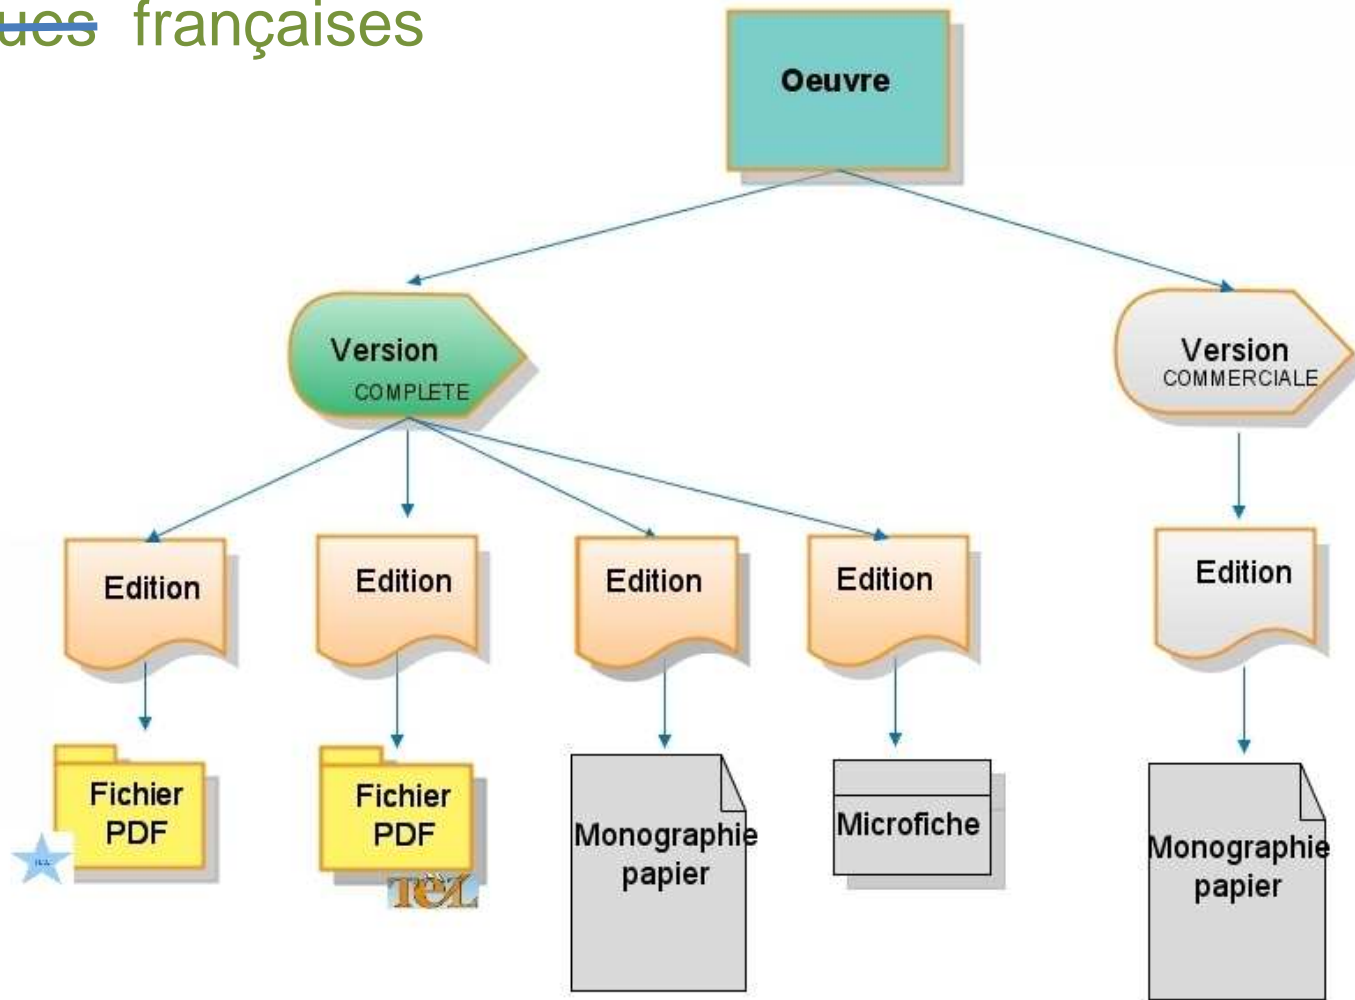 ues françaises
Oeuvre
Version
COMPLETE
Version
COMMERCIALE
Edition
Edition
Edition
Edition
Edition
Fichier
PDF
Fichier
PDF
TEL
Monographie
papier
Microfiche
Monographie
papier